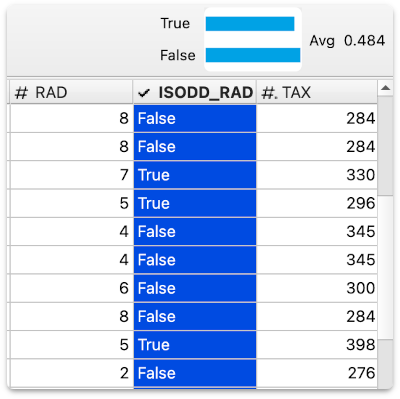 True
False
Avg 0.484
# RAD ✓ ISODD_RAD #. TAX
8 False 284
8 False 284
7 True 330
5 True 296
4 False 345
4 False 345
6 False 300
8 False 284
5 True 398
2 False 276